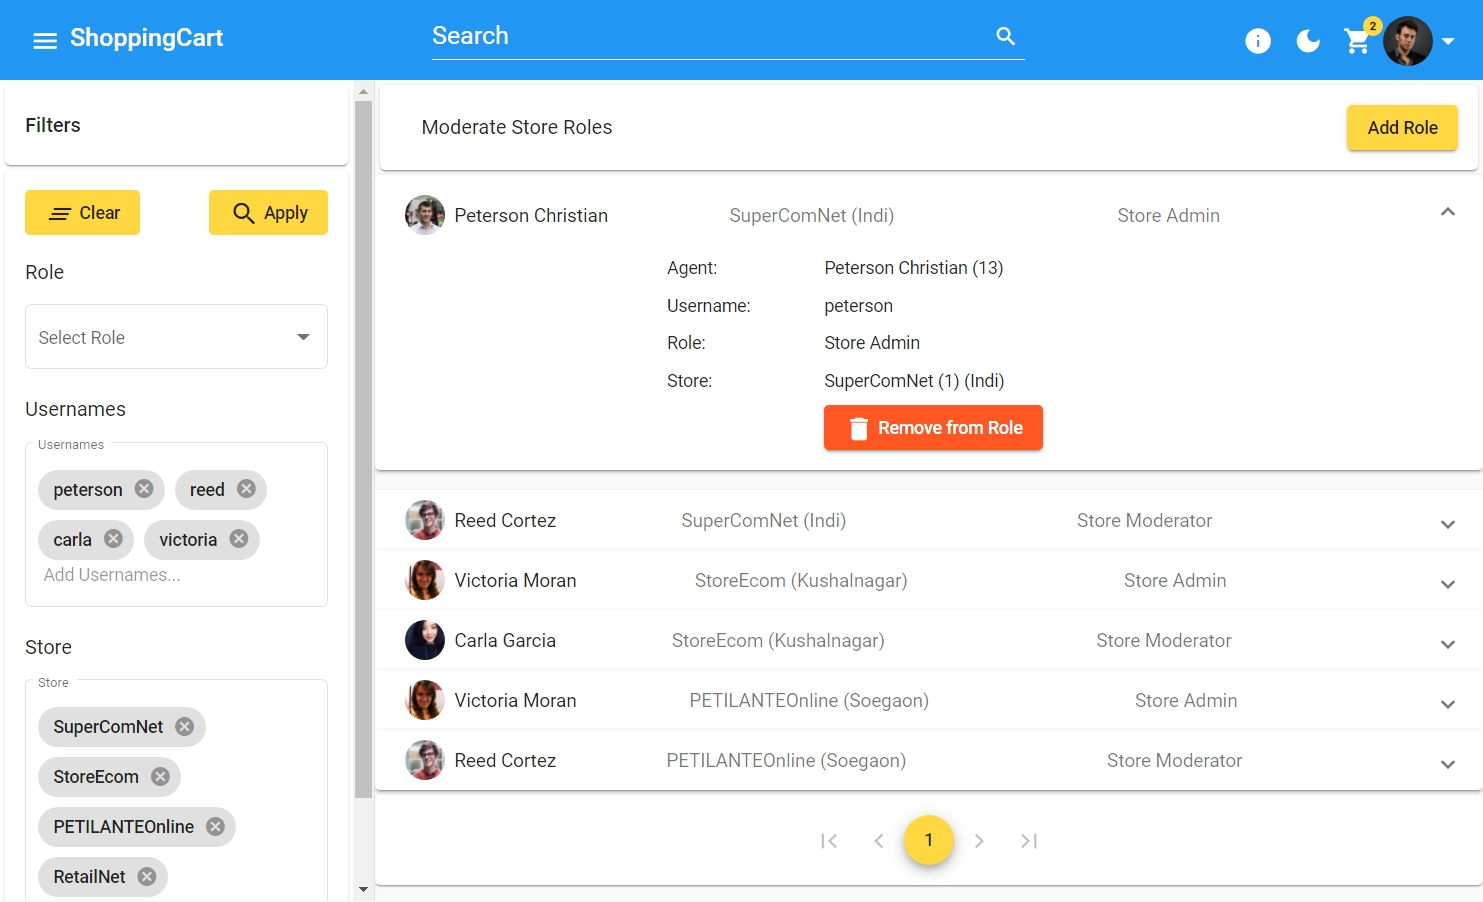 ShoppingCart
Search
2
Filters
Clear
Apply
Role
Select Role
Usernames
Usernames
peterson
reed
carla
victoria
Add Usernames...
Store
Store
SuperComNet
StoreEcom
PETILANTEOnline
RetailNet
Moderate Store Roles
Add Role
Peterson Christian SuperComNet (Indi) Store Admin
Agent: Peterson Christian (13)
Username: peterson
Role: Store Admin
Store: SuperComNet (1) (Indi)
Remove from Role
Reed Cortez SuperComNet (Indi) Store Moderator
Victoria Moran StoreEcom (Kushalnagar) Store Admin
Carla Garcia StoreEcom (Kushalnagar) Store Moderator
Victoria Moran PETILANTEOnline (Soegaon) Store Admin
Reed Cortez PETILANTEOnline (Soegaon) Store Moderator
1